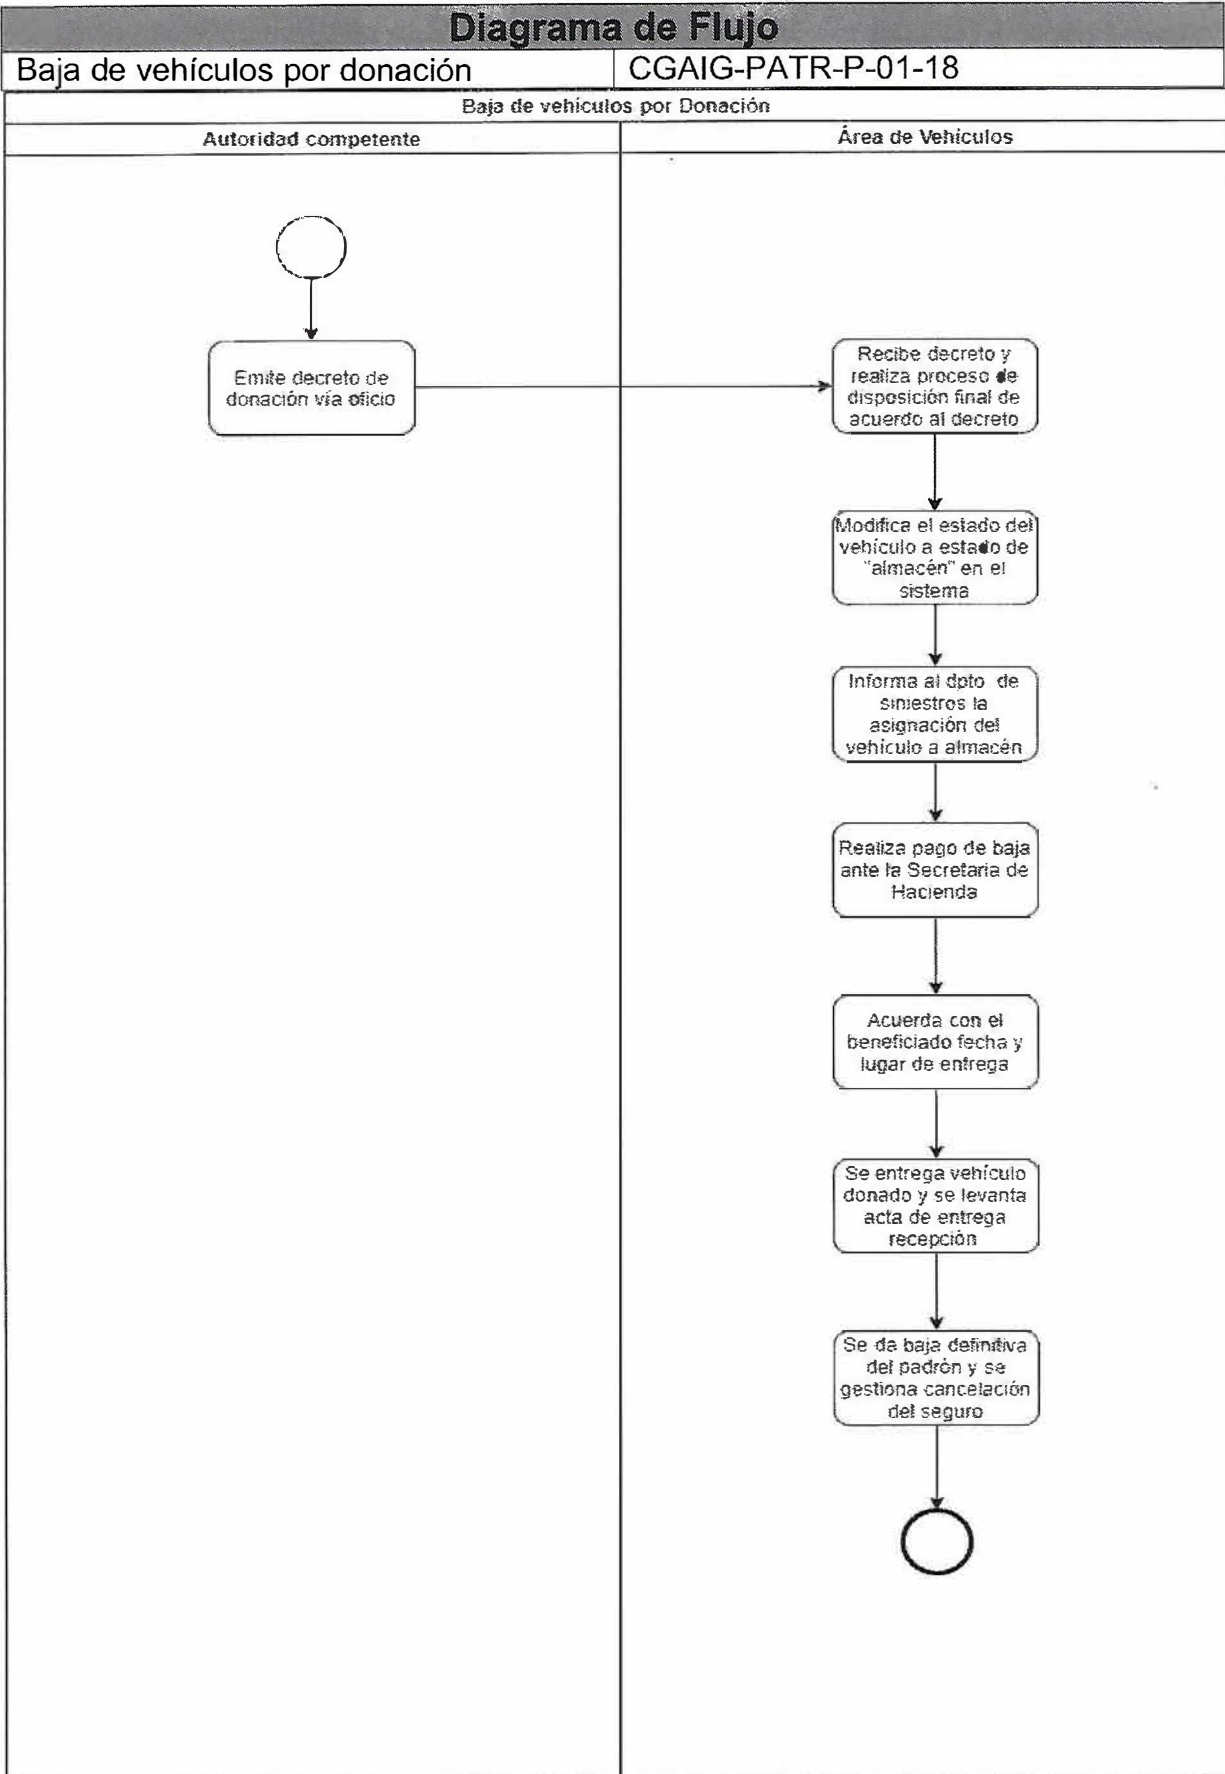 Diagrama de Flujo
Baja de vehículos por donación
CGAIG-PATR-P-01-18
Baja de vehículos por Donación
Autoridad competente
Área de Vehículos
Emite decreto de
donación vía oficio
Recibe decreto y
realiza proceso de
disposición final de
acuerdo al decreto
Modifica el estado del
vehículo a estado de
"almacén" en el
sistema
Informa al dpto de
siniestros la
asignación del
vehículo a almacén
Realiza pago de baja
ante la Secretaria de
Hacienda
Acuerda con el
beneficiado fecha y
lugar de entrega
Se entrega vehículo
donado y se levanta
acta de entrega
recepción
Se da baja definitiva
del padrón y se
gestiona cancelación
del seguro